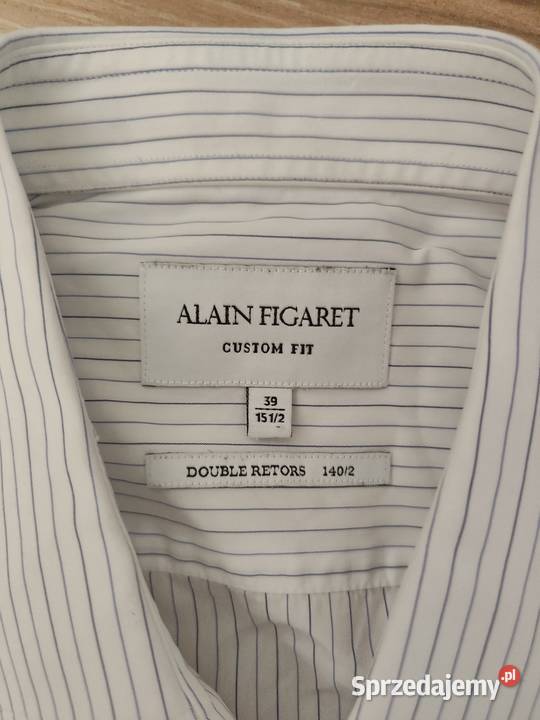 ALAIN FIGARET
CUSTOM FIT
39
15 1/2
DOUBLE RETORS 140/2
Sprzedajemy.pl